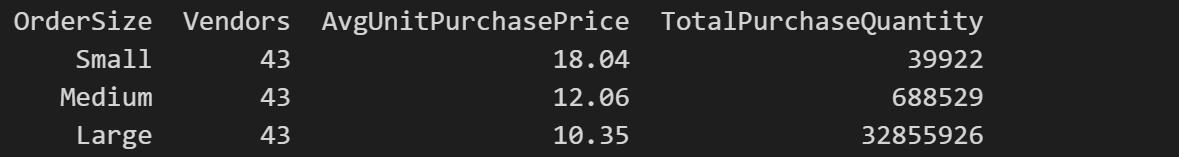 OrderSize Vendors AvgUnitPurchasePrice TotalPurchaseQuantity
Small 43 18.04 39922
Medium 43 12.06 688529
Large 43 10.35 32855926